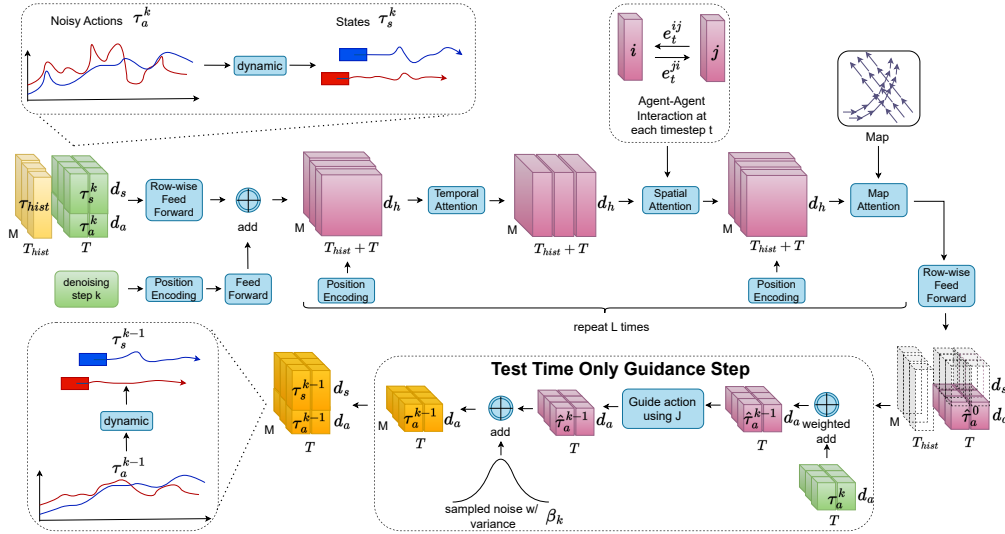 Noisy Actions τ_a^k
States τ_s^k
dynamic
i
e_t^{ij}
e_t^{ji}
j
Agent-Agent
Interaction at
each timestep t
Map
τ_hist
τ_s^k
d_s
τ_a^k
d_a
M
T_hist
T
Row-wise
Feed
Forward
add
d_h
M
T_hist + T
Temporal
Attention
d_h
M
T_hist + T
Spatial
Attention
d_h
M
T_hist + T
Map
Attention
denoising
step k
Position
Encoding
Feed
Forward
Position
Encoding
Position
Encoding
Row-wise
Feed
Forward
repeat L times
τ_s^{k-1}
dynamic
τ_a^{k-1}
τ_s^{k-1}
d_s
τ_a^{k-1}
d_a
M
T
Test Time Only Guidance Step
τ_a^{k-1}
d_a
T
add
τ̂_a^{k-1}
d_a
T
Guide action
using J
τ̂_a^{k-1}
d_a
T
weighted
add
τ_a^k
d_a
T
sampled noise w/
variance
β_k
d_s
τ̂_a^0
d_a
M
T_hist
T